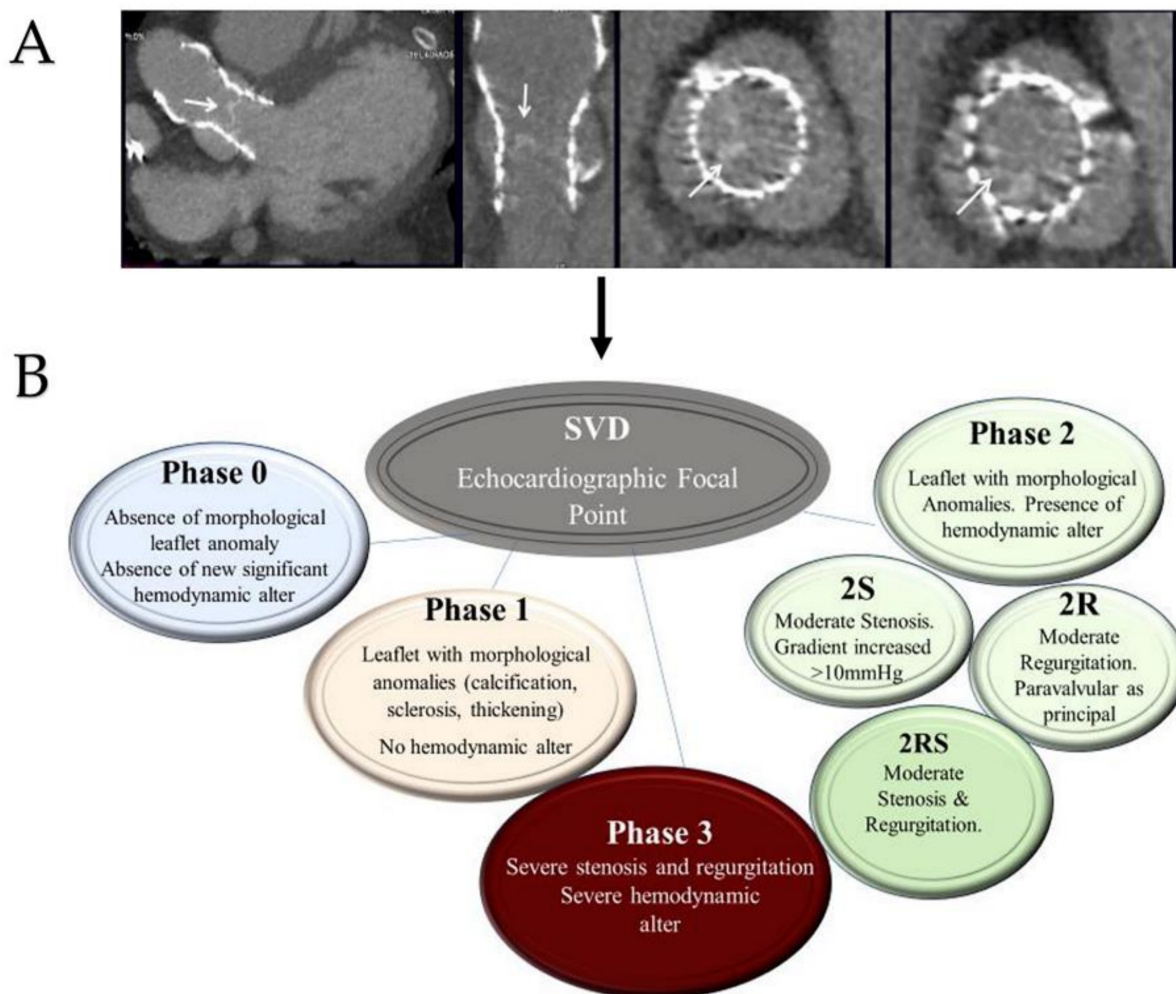 A
B
SVD
Echocardiographic Focal
Point
Phase 0
Absence of morphological
leaflet anomaly
Absence of new significant
hemodynamic alter
Phase 1
Leaflet with morphological
anomalies (calcification,
sclerosis, thickening)
No hemodynamic alter
Phase 2
Leaflet with morphological
Anomalies. Presence of
hemodynamic alter
2S
Moderate Stenosis.
Gradient increased
>10mmHg
2R
Moderate
Regurgitation.
Paravalvular as
principal
2RS
Moderate
Stenosis &
Regurgitation.
Phase 3
Severe stenosis and regurgitation
Severe hemodynamic
alter